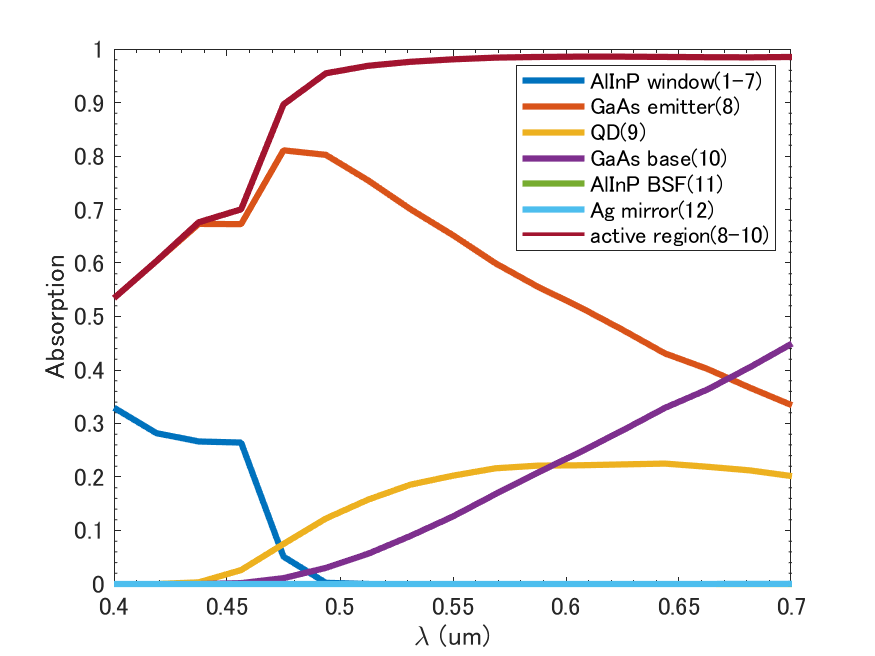 1
0.9
0.8
0.7
0.6
0.5
0.4
0.3
0.2
0.1
0
Absorption
AlInP window(1-7)
GaAs emitter(8)
QD(9)
GaAs base(10)
AlInP BSF(11)
Ag mirror(12)
active region(8-10)
0.4 0.45 0.5 0.55 0.6 0.65 0.7
λ (um)